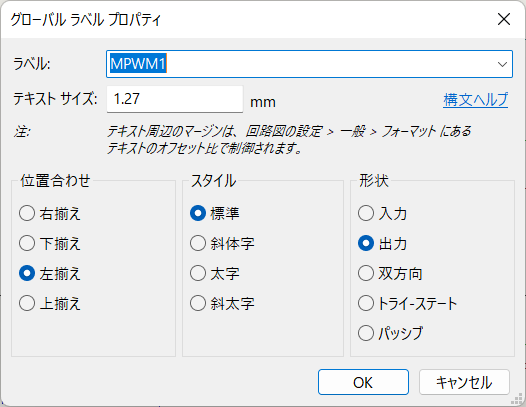 グローバル ラベル プロパティ
ラベル: MPWM1
テキスト サイズ: 1.27 mm 構文ヘルプ
注: テキスト周辺のマージンは、回路図の設定 > 一般 > フォーマット にある
テキストのオフセット比で制御されます。
位置合わせ スタイル 形状
右揃え 標準 入力
下揃え 斜体字 出力
左揃え 太字 双方向
上揃え 斜太字 トライ-ステート
パッシブ
OK キャンセル